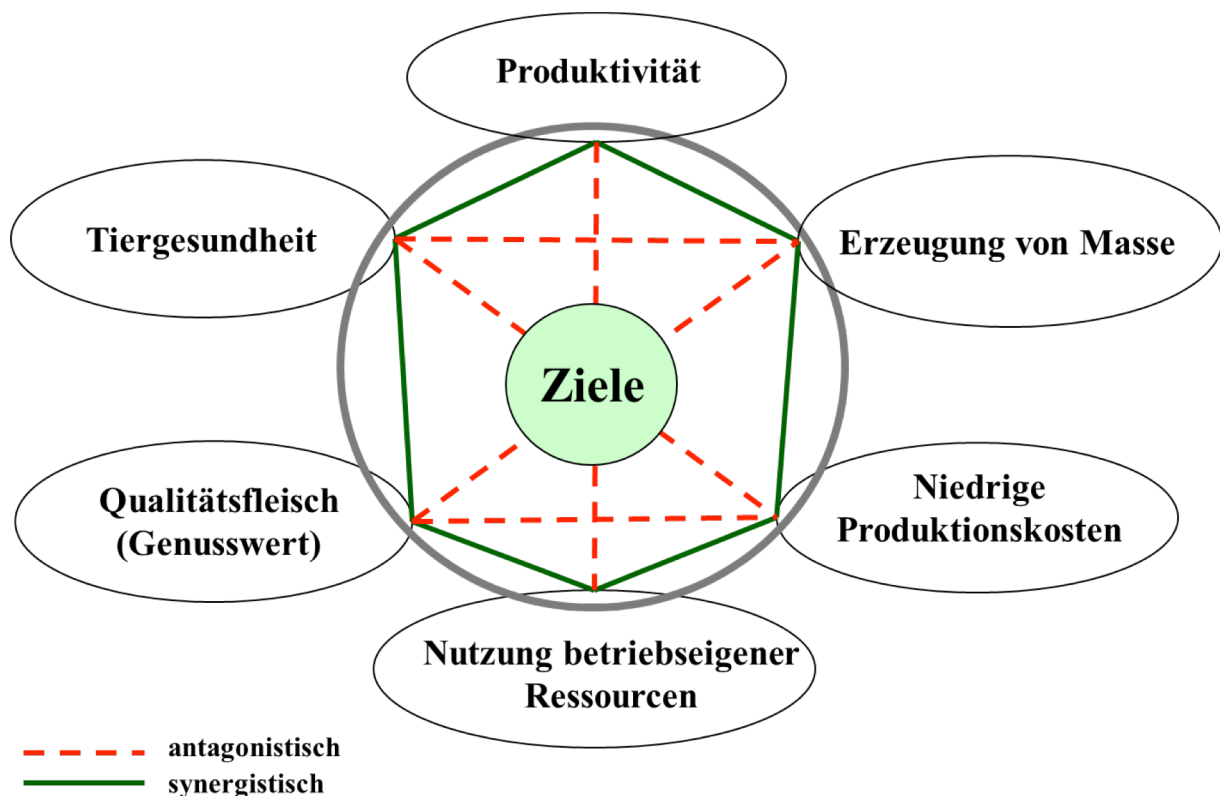 Produktivität
Tiergesundheit
Erzeugung von Masse
Ziele
Qualitätsfleisch
(Genusswert)
Niedrige
Produktionskosten
Nutzung betriebseigener
Ressourcen
antagonistisch
synergistisch